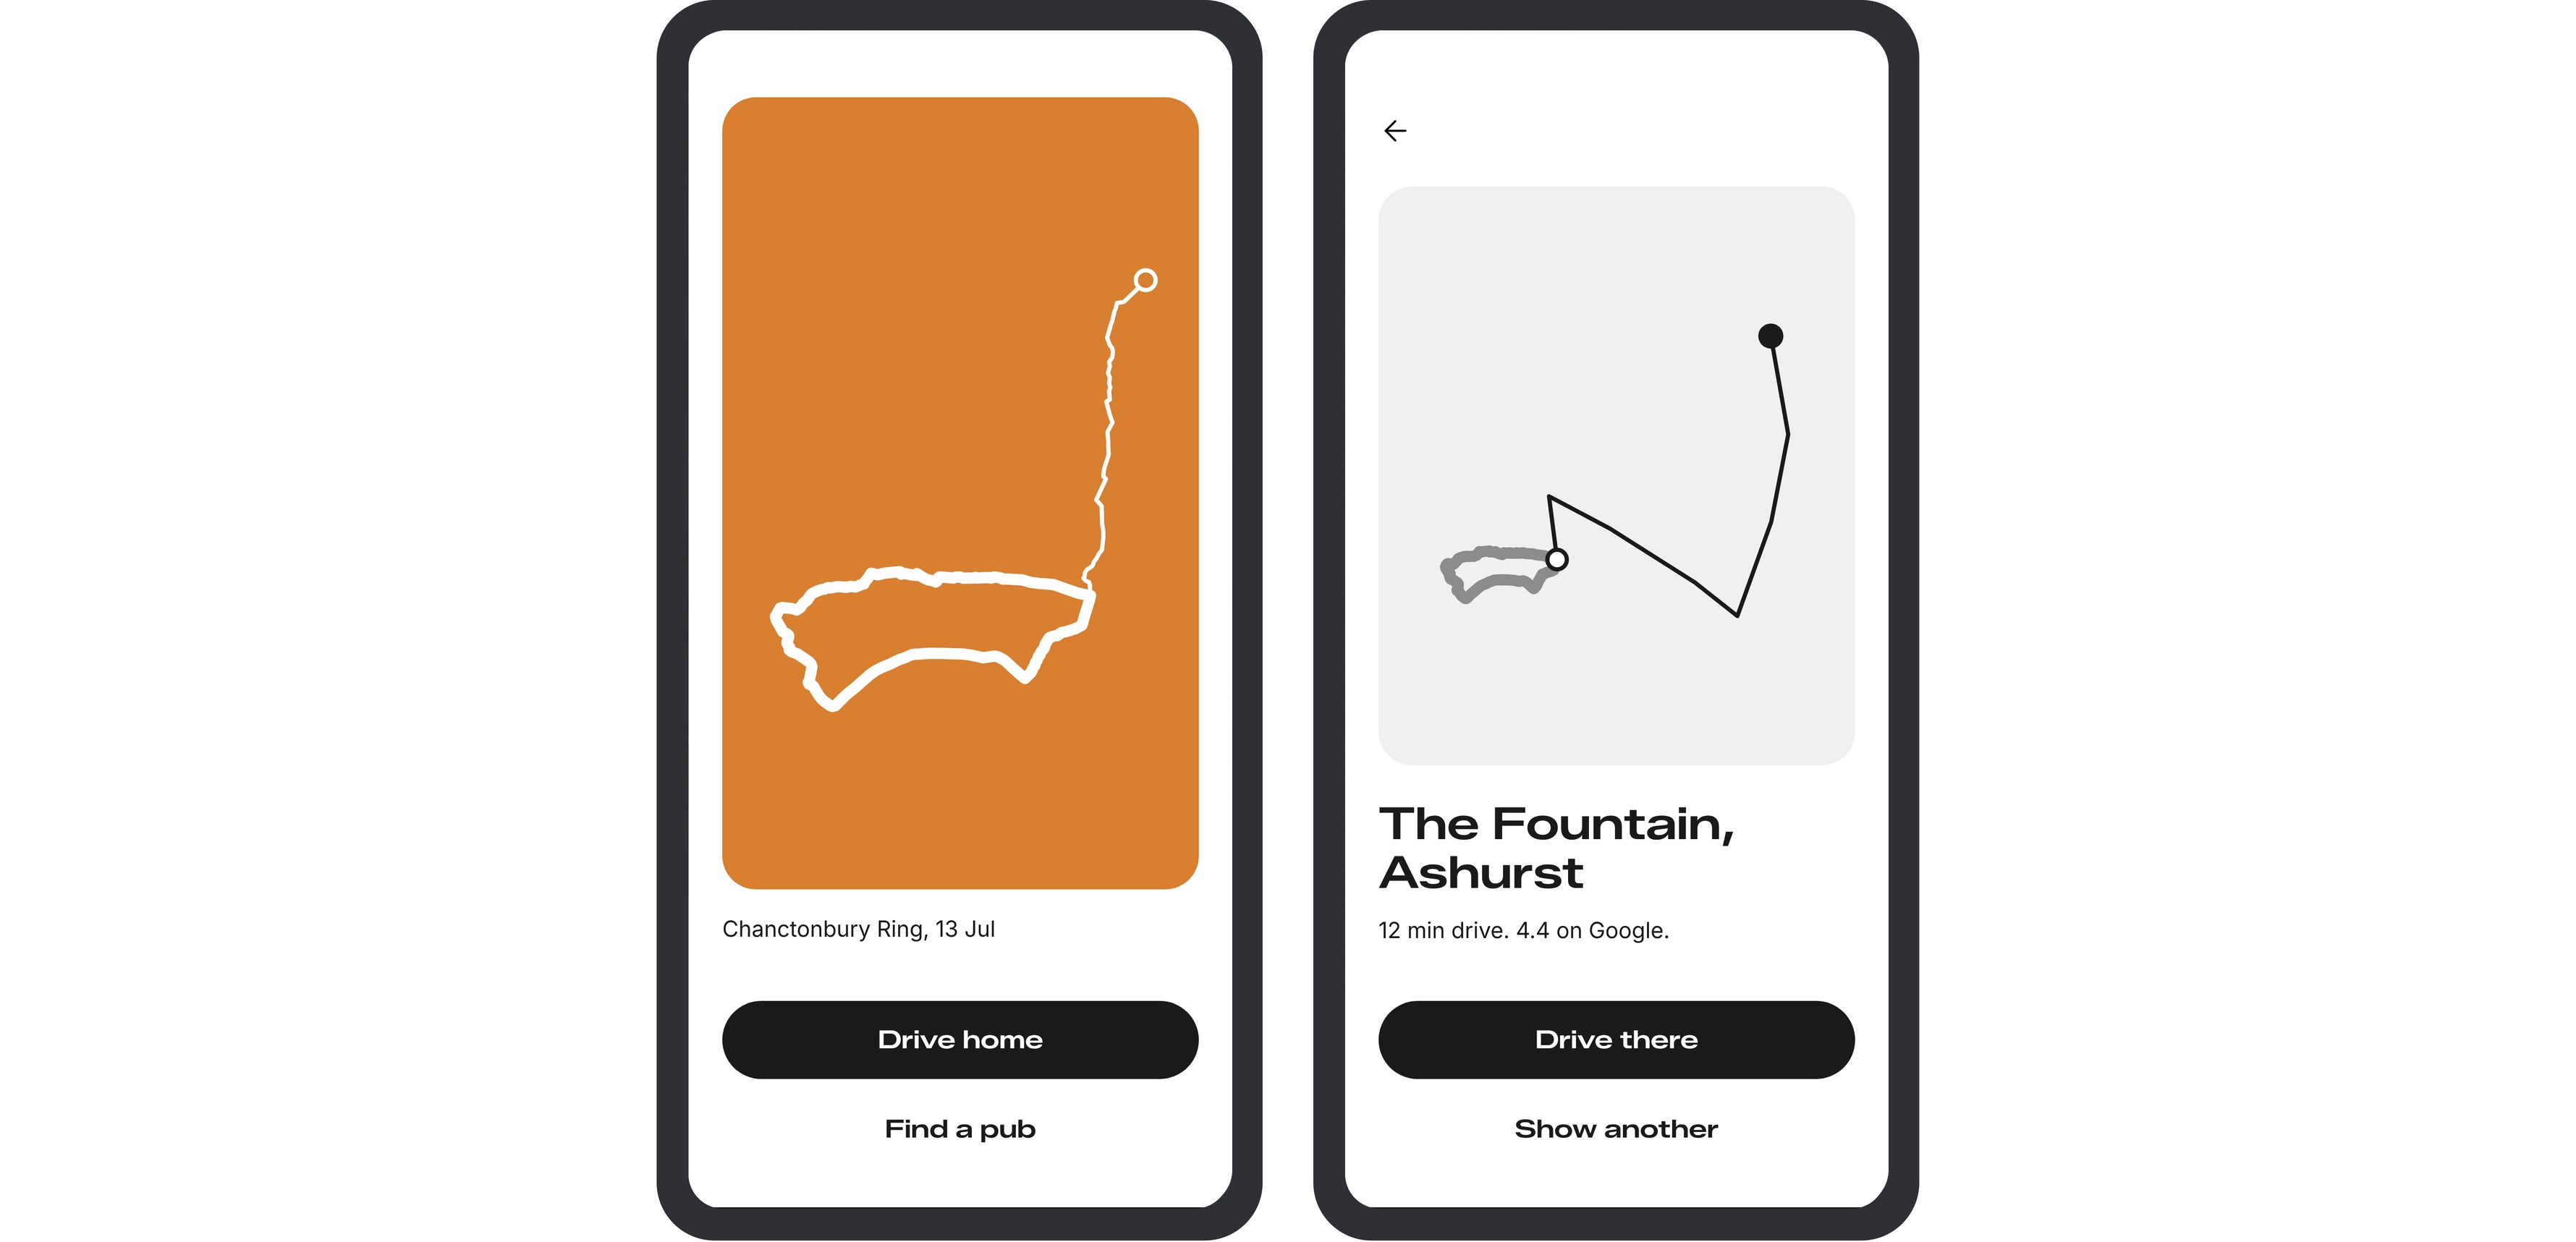 Chanctonbury Ring, 13 Jul
Drive home
Find a pub
The Fountain,
Ashurst
12 min drive. 4.4 on Google.
Drive there
Show another